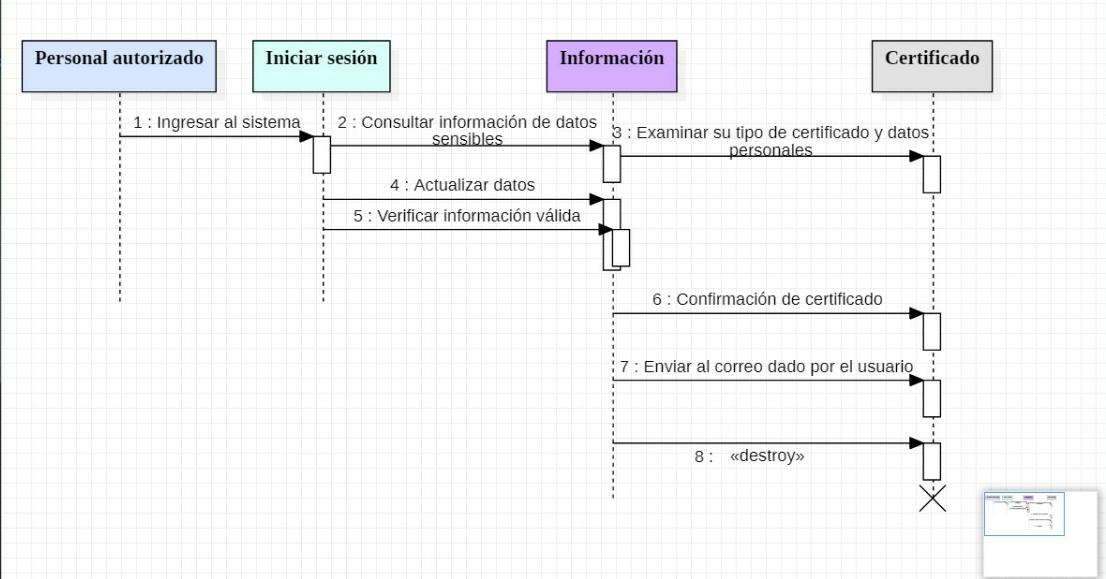 Personal autorizado
Iniciar sesión
Información
Certificado
1 : Ingresar al sistema
2 : Consultar información de datos
sensibles
3 : Examinar su tipo de certificado y datos
personales
4 : Actualizar datos
5 : Verificar información válida
6 : Confirmación de certificado
7 : Enviar al correo dado por el usuario
8 : «destroy»